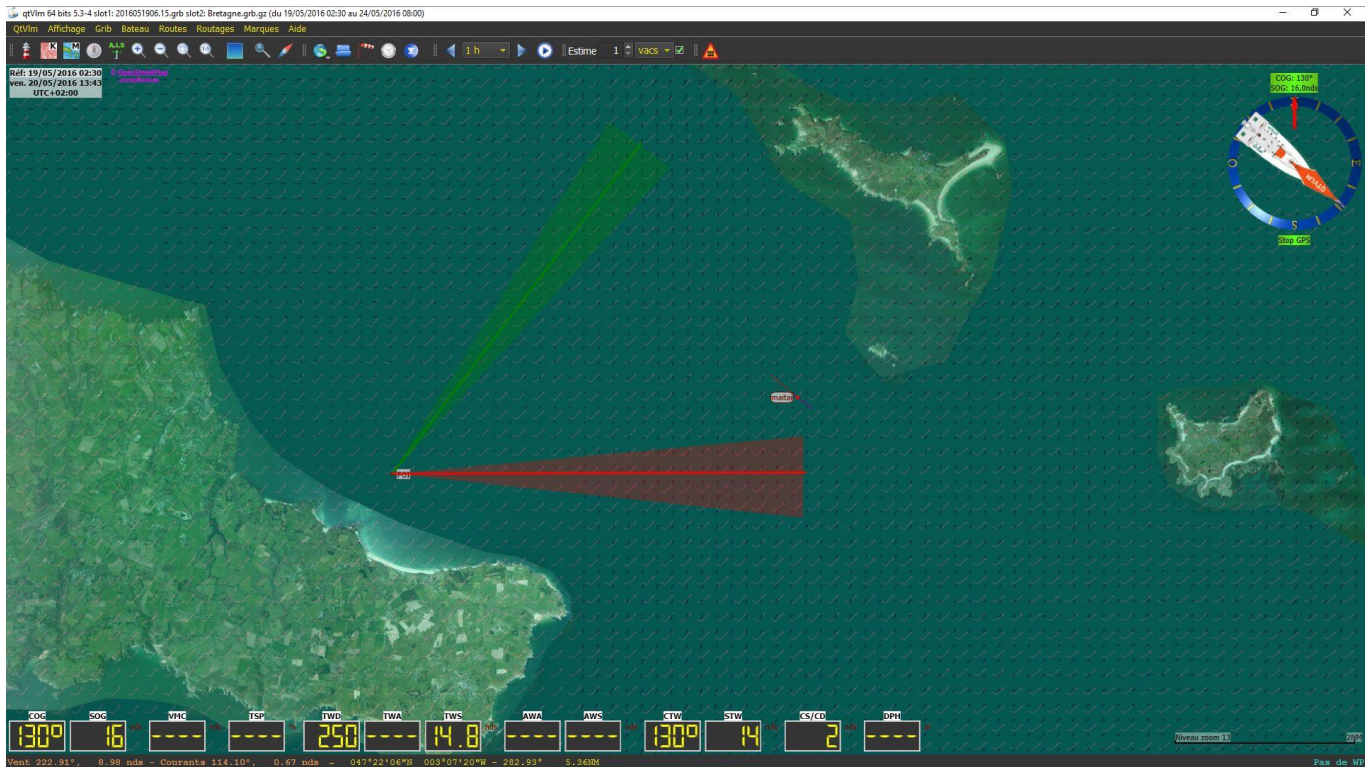 qtVlm 64 bits 5.3-4 slot1: 2016051906.15.grb slot2: Bretagne.grb.gz (du 19/05/2016 02:30 au 24/05/2016 08:00)
QtVlm Affichage Grib Bateau Routes Routages Marques Aide
K M A.I.S 1 h Estime 1 vacs
Réf: 19/05/2016 02:30
ven. 20/05/2016 13:43
UTC+02:00
© OpenStreetMap
contributors
COG: 130°
SOG: 16,0nds
O E
QTVLM
S
Stop GPS
maitai
POI
COG SOG VMC TSP TWD TWA TWS AWA AWS CTW STW CS/CD DPH
130° 16 ---- ---- 250 ---- 14.8 nds ---- ---- 130° 14 2 ----
Niveau zoom 13
Vent 222.91°, 8.98 nds - Courants 114.10°, 0.67 nds - 047°22'06"N 003°07'20"W - 282.93° 5.36NM Pas de WP